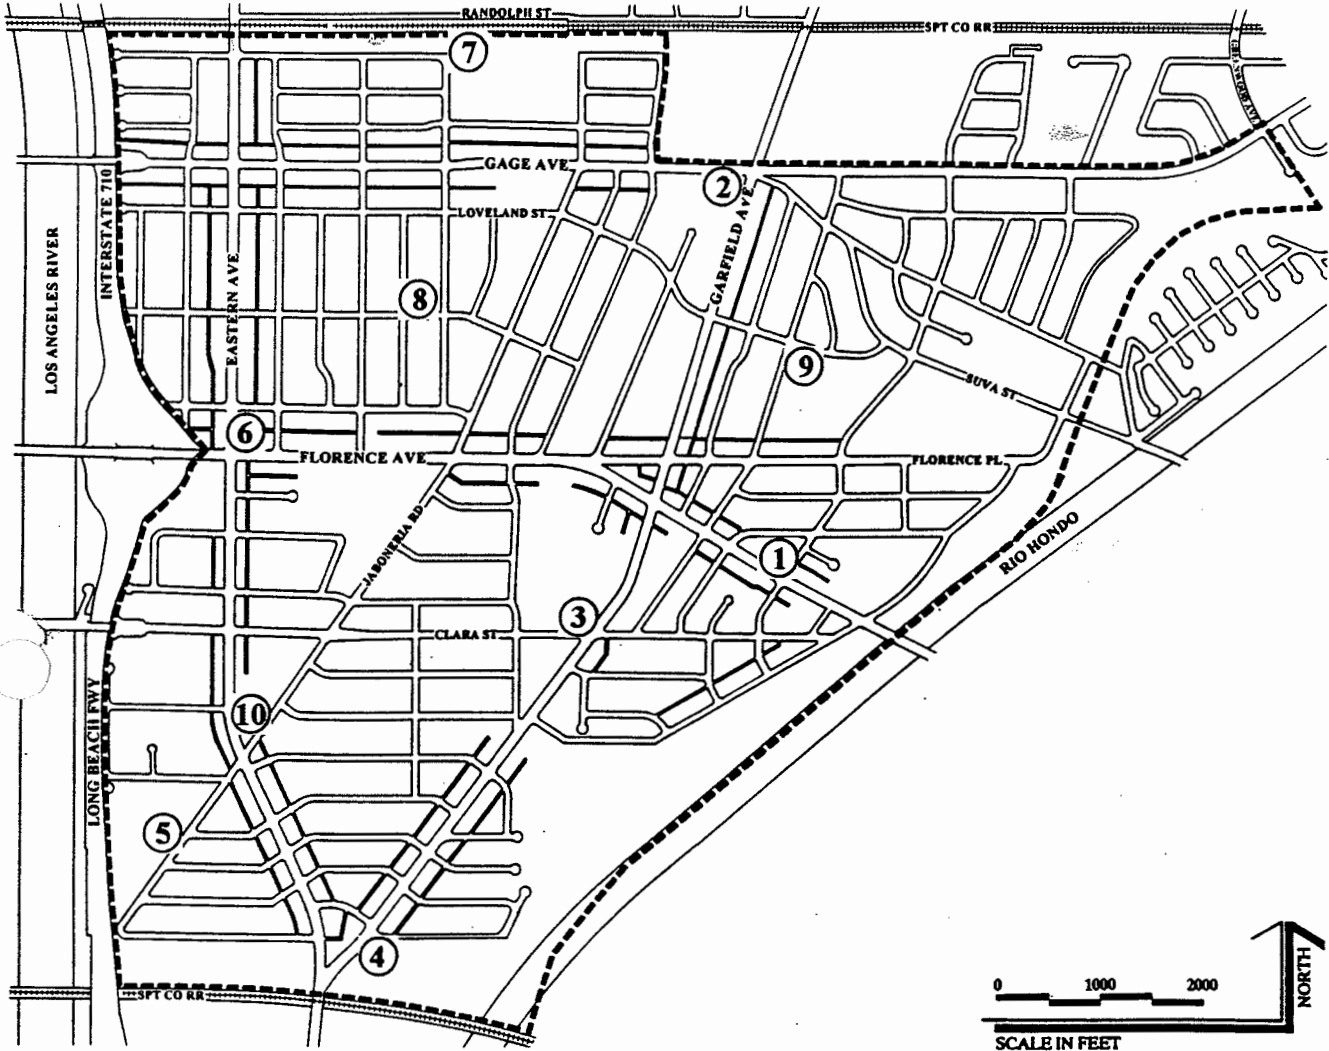 RANDOLPH ST
SPT CO RR
7
GAGE AVE
2
INTERSTATE 710
LOVELAND ST
GARFIELD AVE
LOS ANGELES RIVER
EASTERN AVE
8
9
SUVA ST
6
FLORENCE AVE
FLORENCE PL
JABONERIA RD
1
RIO HONDO
3
CLARA ST
LONG BEACH FWY
10
5
4
SPT CO RR
0 1000 2000
NORTH
SCALE IN FEET